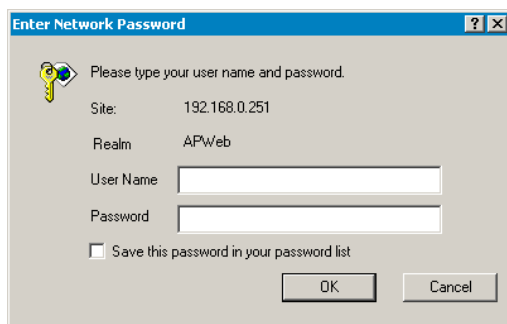 Enter Network Password
Please type your user name and password.
Site: 192.168.0.251
Realm APWeb
User Name
Password
Save this password in your password list
OK Cancel